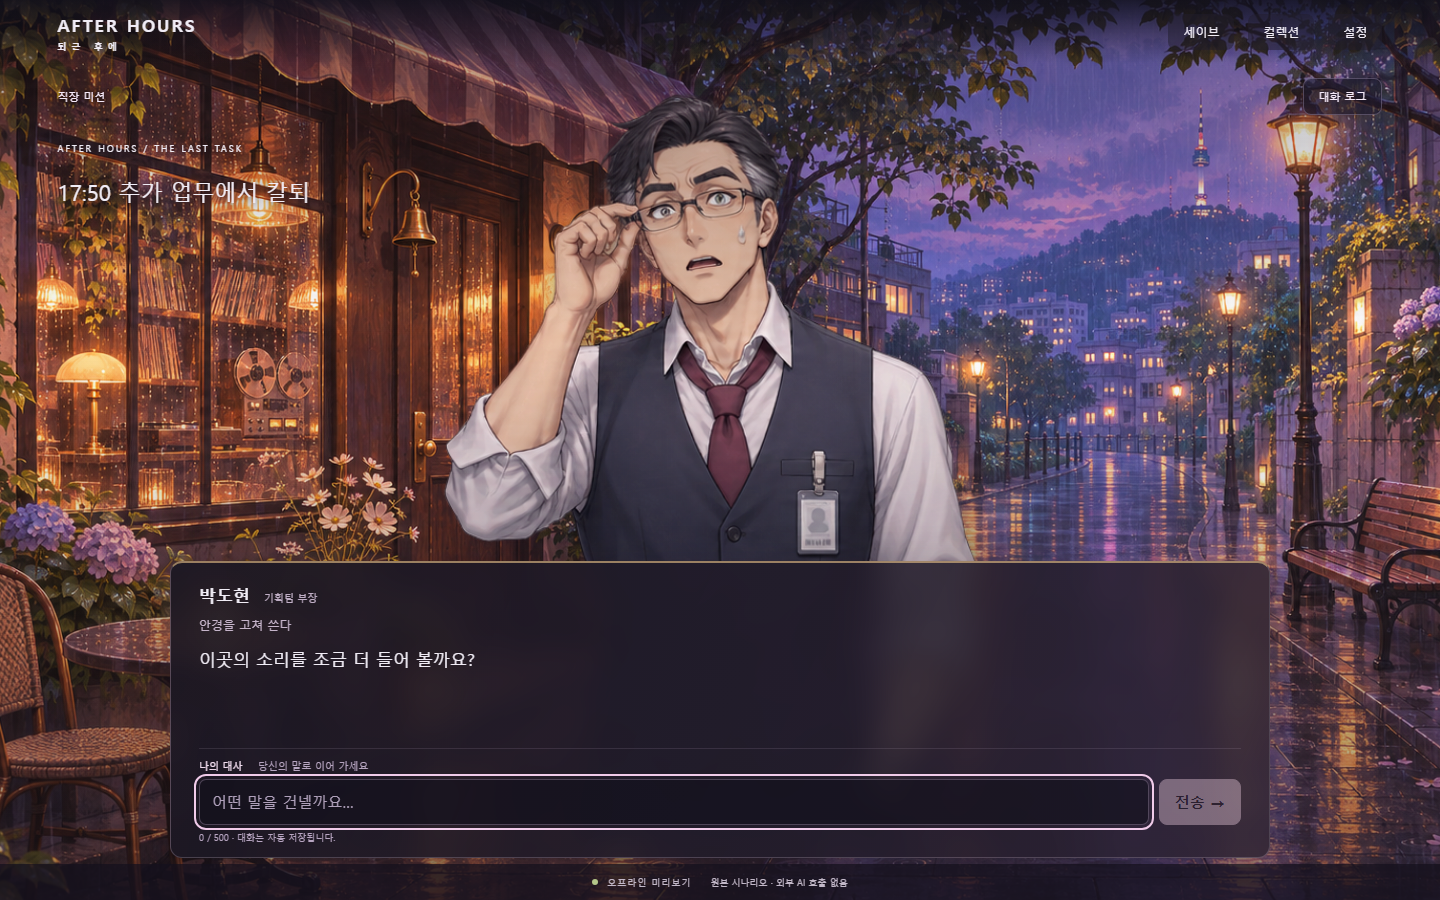 AFTER HOURS
퇴근 후에
세이브 컬렉션 설정
직장 미션
대화 로그
AFTER HOURS / THE LAST TASK
17:50 추가 업무에서 칼퇴
박도현 기획팀 부장
안경을 고쳐 쓴다
이곳의 소리를 조금 더 들어 볼까요?
나의 대사 당신의 말로 이어 가세요
어떤 말을 건넬까요...
전송 →
0 / 500 · 대화는 자동 저장됩니다.
오프라인 미리보기 원본 시나리오 · 외부 AI 호출 없음